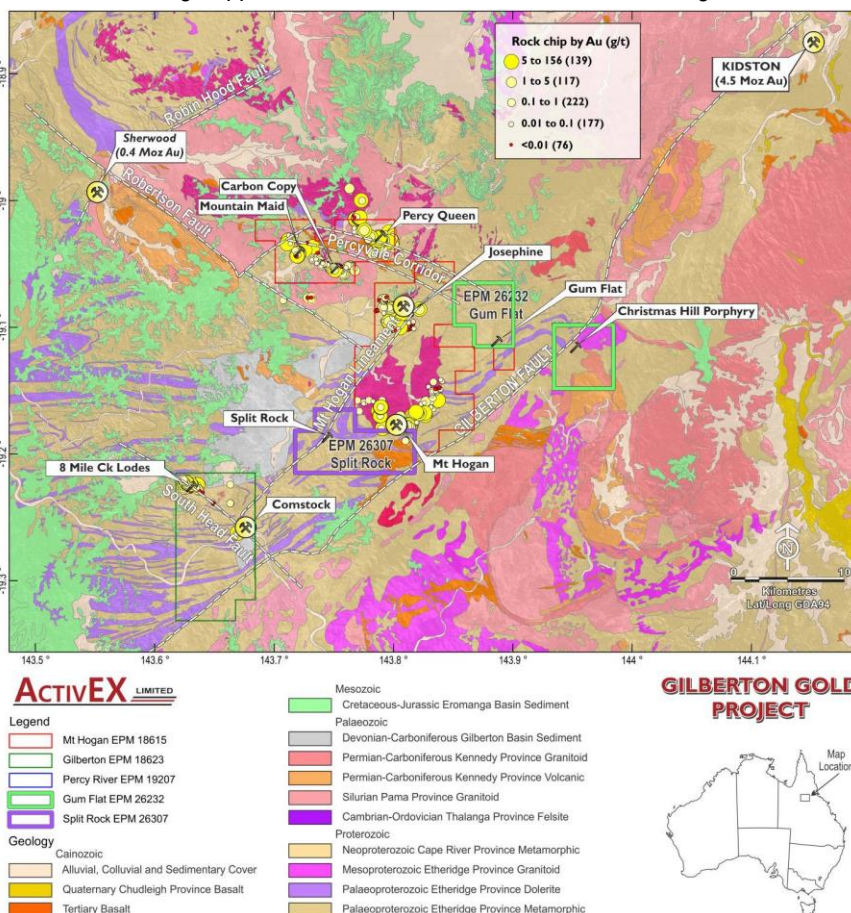 Rock chip by Au (g/t)
5 to 156 (139)
1 to 5 (117)
0.1 to 1 (222)
0.01 to 0.1 (177)
<0.01 (76)
KIDSTON
(4.5 Moz Au)
-18.9°
Robin Hood Fault
Sherwood
(0.4 Moz Au)
Robertson Fault
-19°
Carbon Copy
Mountain Maid
Percy Queen
Percyvale Corridor
Josephine
EPM 26232
Gum Flat
Gum Flat
Christmas Hill Porphyry
-19.1°
Mt Hogan Lineament
GILBERTON FAULT
Split Rock
EPM 26307
Split Rock
Mt Hogan
-19.2°
8 Mile Ck Lodes
South Head Fault
Comstock
-19.3°
N
0 10
Kilometres
Lat/Long GDA94
143.5° 143.6° 143.7° 143.8° 143.9° 144° 144.1°
ACTIVEX LIMITED
Legend
Mt Hogan EPM 18615
Gilberton EPM 18623
Percy River EPM 19207
Gum Flat EPM 26232
Split Rock EPM 26307
Geology
Cainozoic
Alluvial, Colluvial and Sedimentary Cover
Quaternary Chudleigh Province Basalt
Tertiary Basalt
Mesozoic
Cretaceous-Jurassic Eromanga Basin Sediment
Palaeozoic
Devonian-Carboniferous Gilberton Basin Sediment
Permian-Carboniferous Kennedy Province Granitoid
Permian-Carboniferous Kennedy Province Volcanic
Silurian Pama Province Granitoid
Cambrian-Ordovician Thalanga Province Felsite
Proterozoic
Neoproterozoic Cape River Province Metamorphic
Mesoproterozoic Etheridge Province Granitoid
Palaeoproterozoic Etheridge Province Dolerite
Palaeoproterozoic Etheridge Province Metamorphic
GILBERTON GOLD
PROJECT
Map
Location